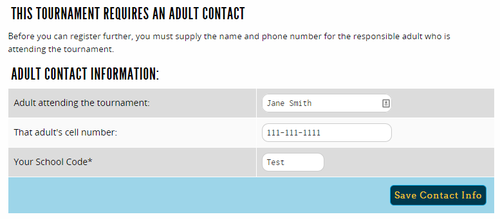 THIS TOURNAMENT REQUIRES AN ADULT CONTACT
Before you can register further, you must supply the name and phone number for the responsible adult who is
attending the tournament.
ADULT CONTACT INFORMATION:
Adult attending the tournament: Jane Smith
That adult's cell number: 111-111-1111
Your School Code* Test
Save Contact Info